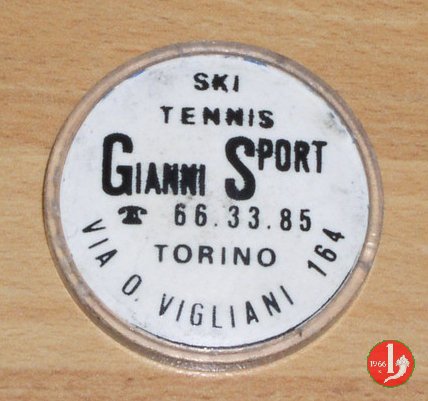 SKI
TENNIS
GIANNI SPORT
☎ 66.33.85
TORINO
VIA O. VIGLIANI 164
1966